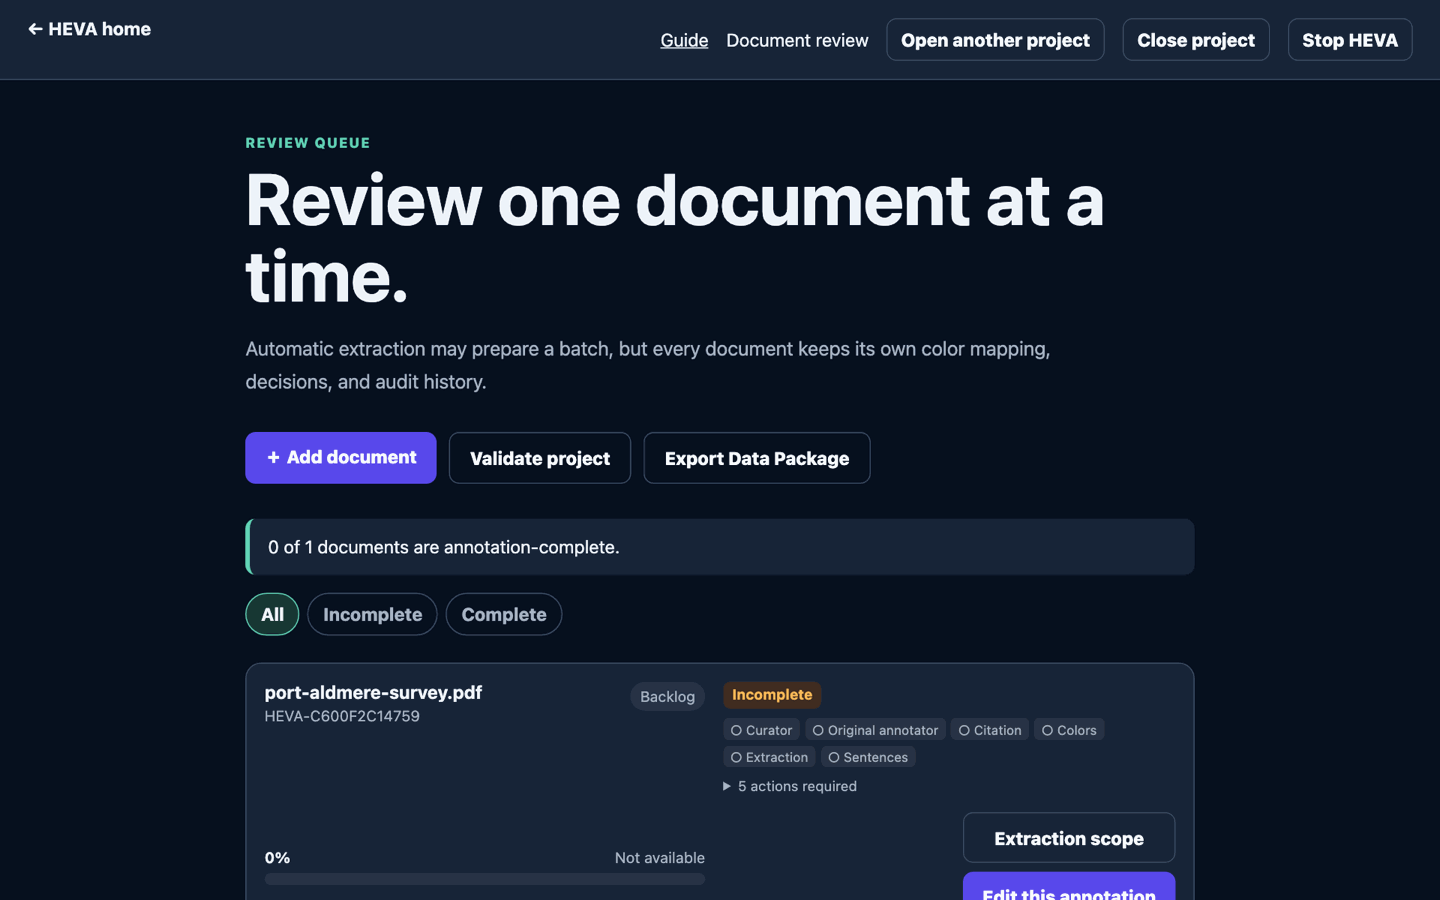 ← HEVA home
Guide
Document review
Open another project
Close project
Stop HEVA
REVIEW QUEUE
Review one document at a
time.
Automatic extraction may prepare a batch, but every document keeps its own color mapping,
decisions, and audit history.
+ Add document
Validate project
Export Data Package
0 of 1 documents are annotation-complete.
All
Incomplete
Complete
port-aldmere-survey.pdf
HEVA-C600F2C14759
Backlog
Incomplete
Curator
Original annotator
Citation
Colors
Extraction
Sentences
5 actions required
0%
Not available
Extraction scope
Edit this annotation